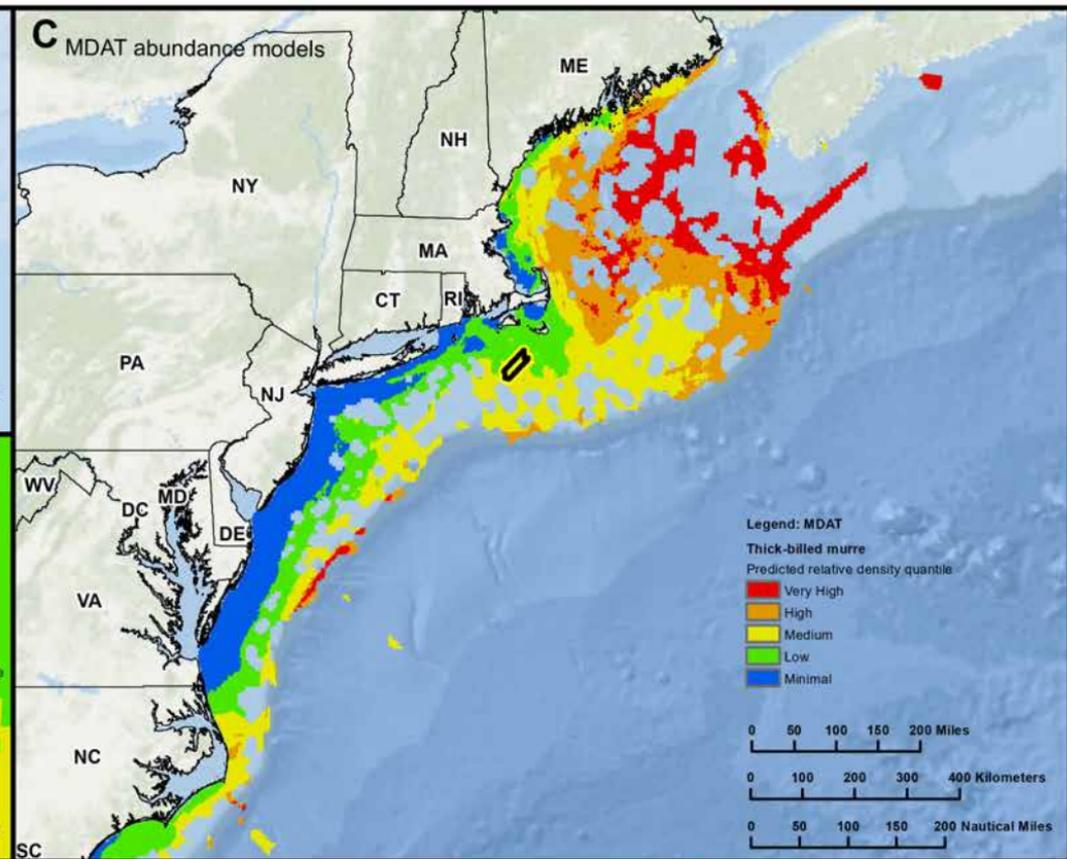 C MDAT abundance models
ME
NH
NY
MA
CT
RI
PA
NJ
WV
MD
DC
DE
VA
NC
SC
Legend: MDAT
Thick-billed murre
Predicted relative density quantile
Very High
High
Medium
Low
Minimal
0 50 100 150 200 Miles
0 100 200 300 400 Kilometers
0 50 100 150 200 Nautical Miles